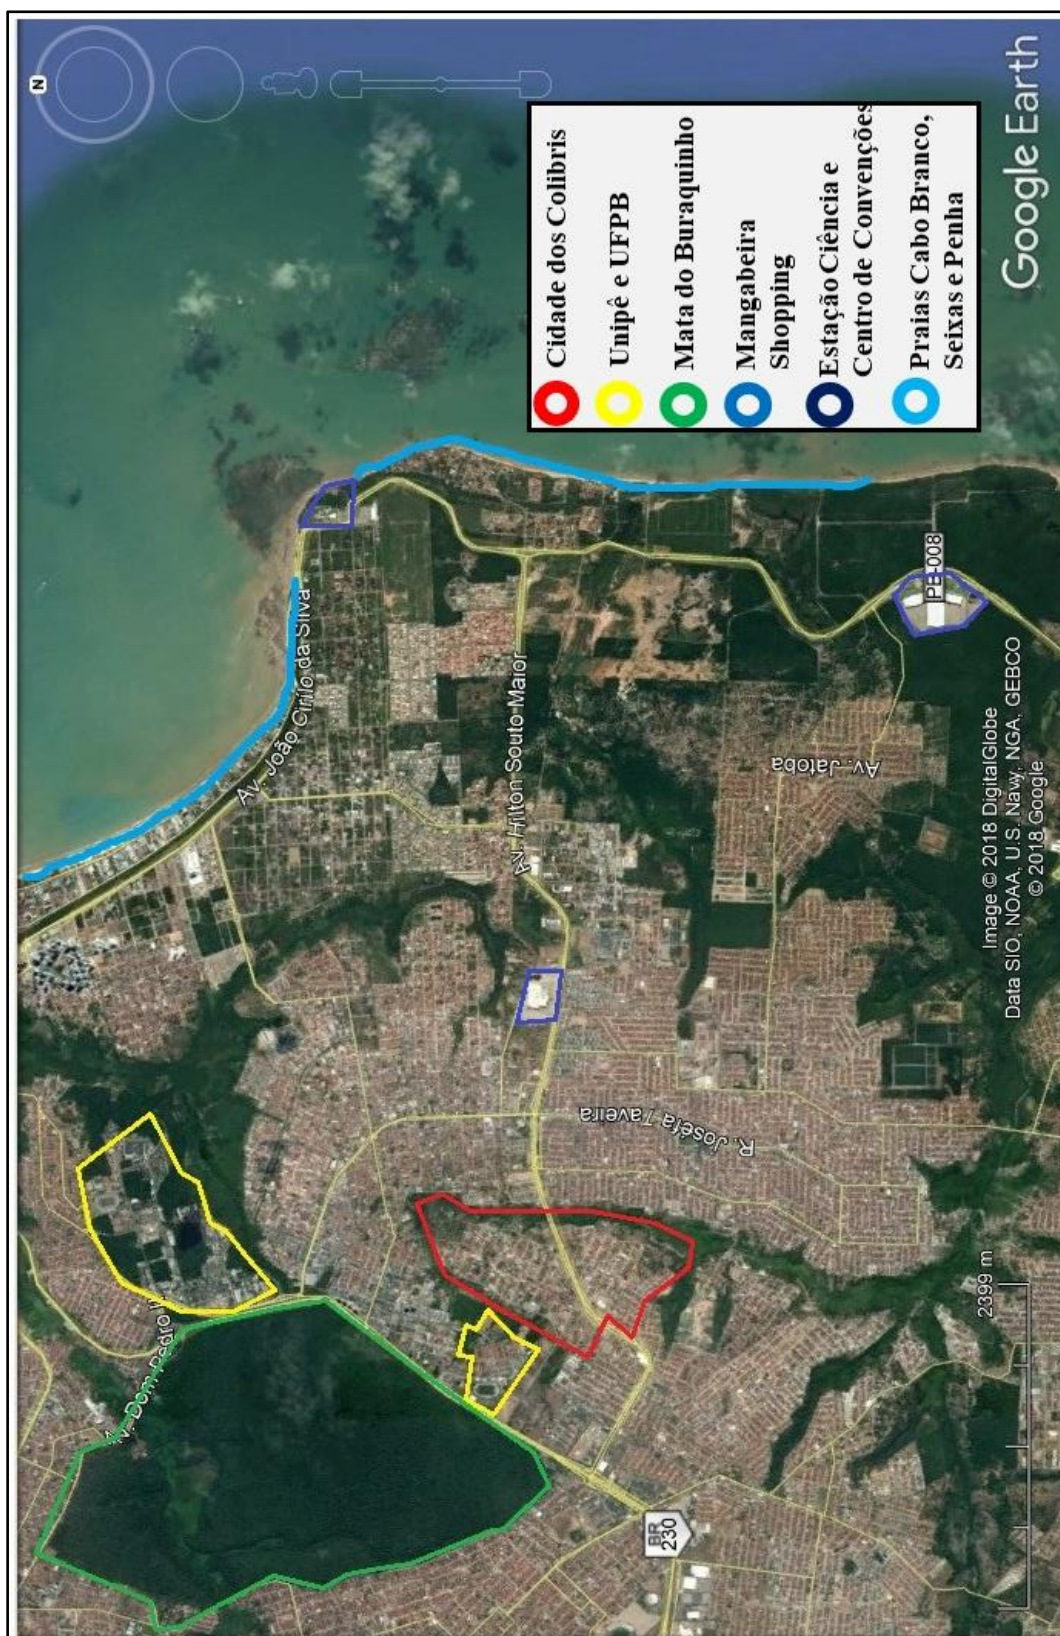 N
Cidade dos Colibris
Unipê e UFPB
Mata do Buraquinho
Mangabeira
Shopping
Estação Ciência e
Centro de Convenções
Praias Cabo Branco,
Seixas e Penha
Google Earth
Av. João Cirilo da Silva
Av. Hilton Souto Maior
PB-008
Av. Jatobá
R. Joséfa Taveira
BR
230
2399 m
Image © 2018 DigitalGlobe
Data SIO, NOAA, U.S. Navy, NGA, GEBCO
© 2018 Google